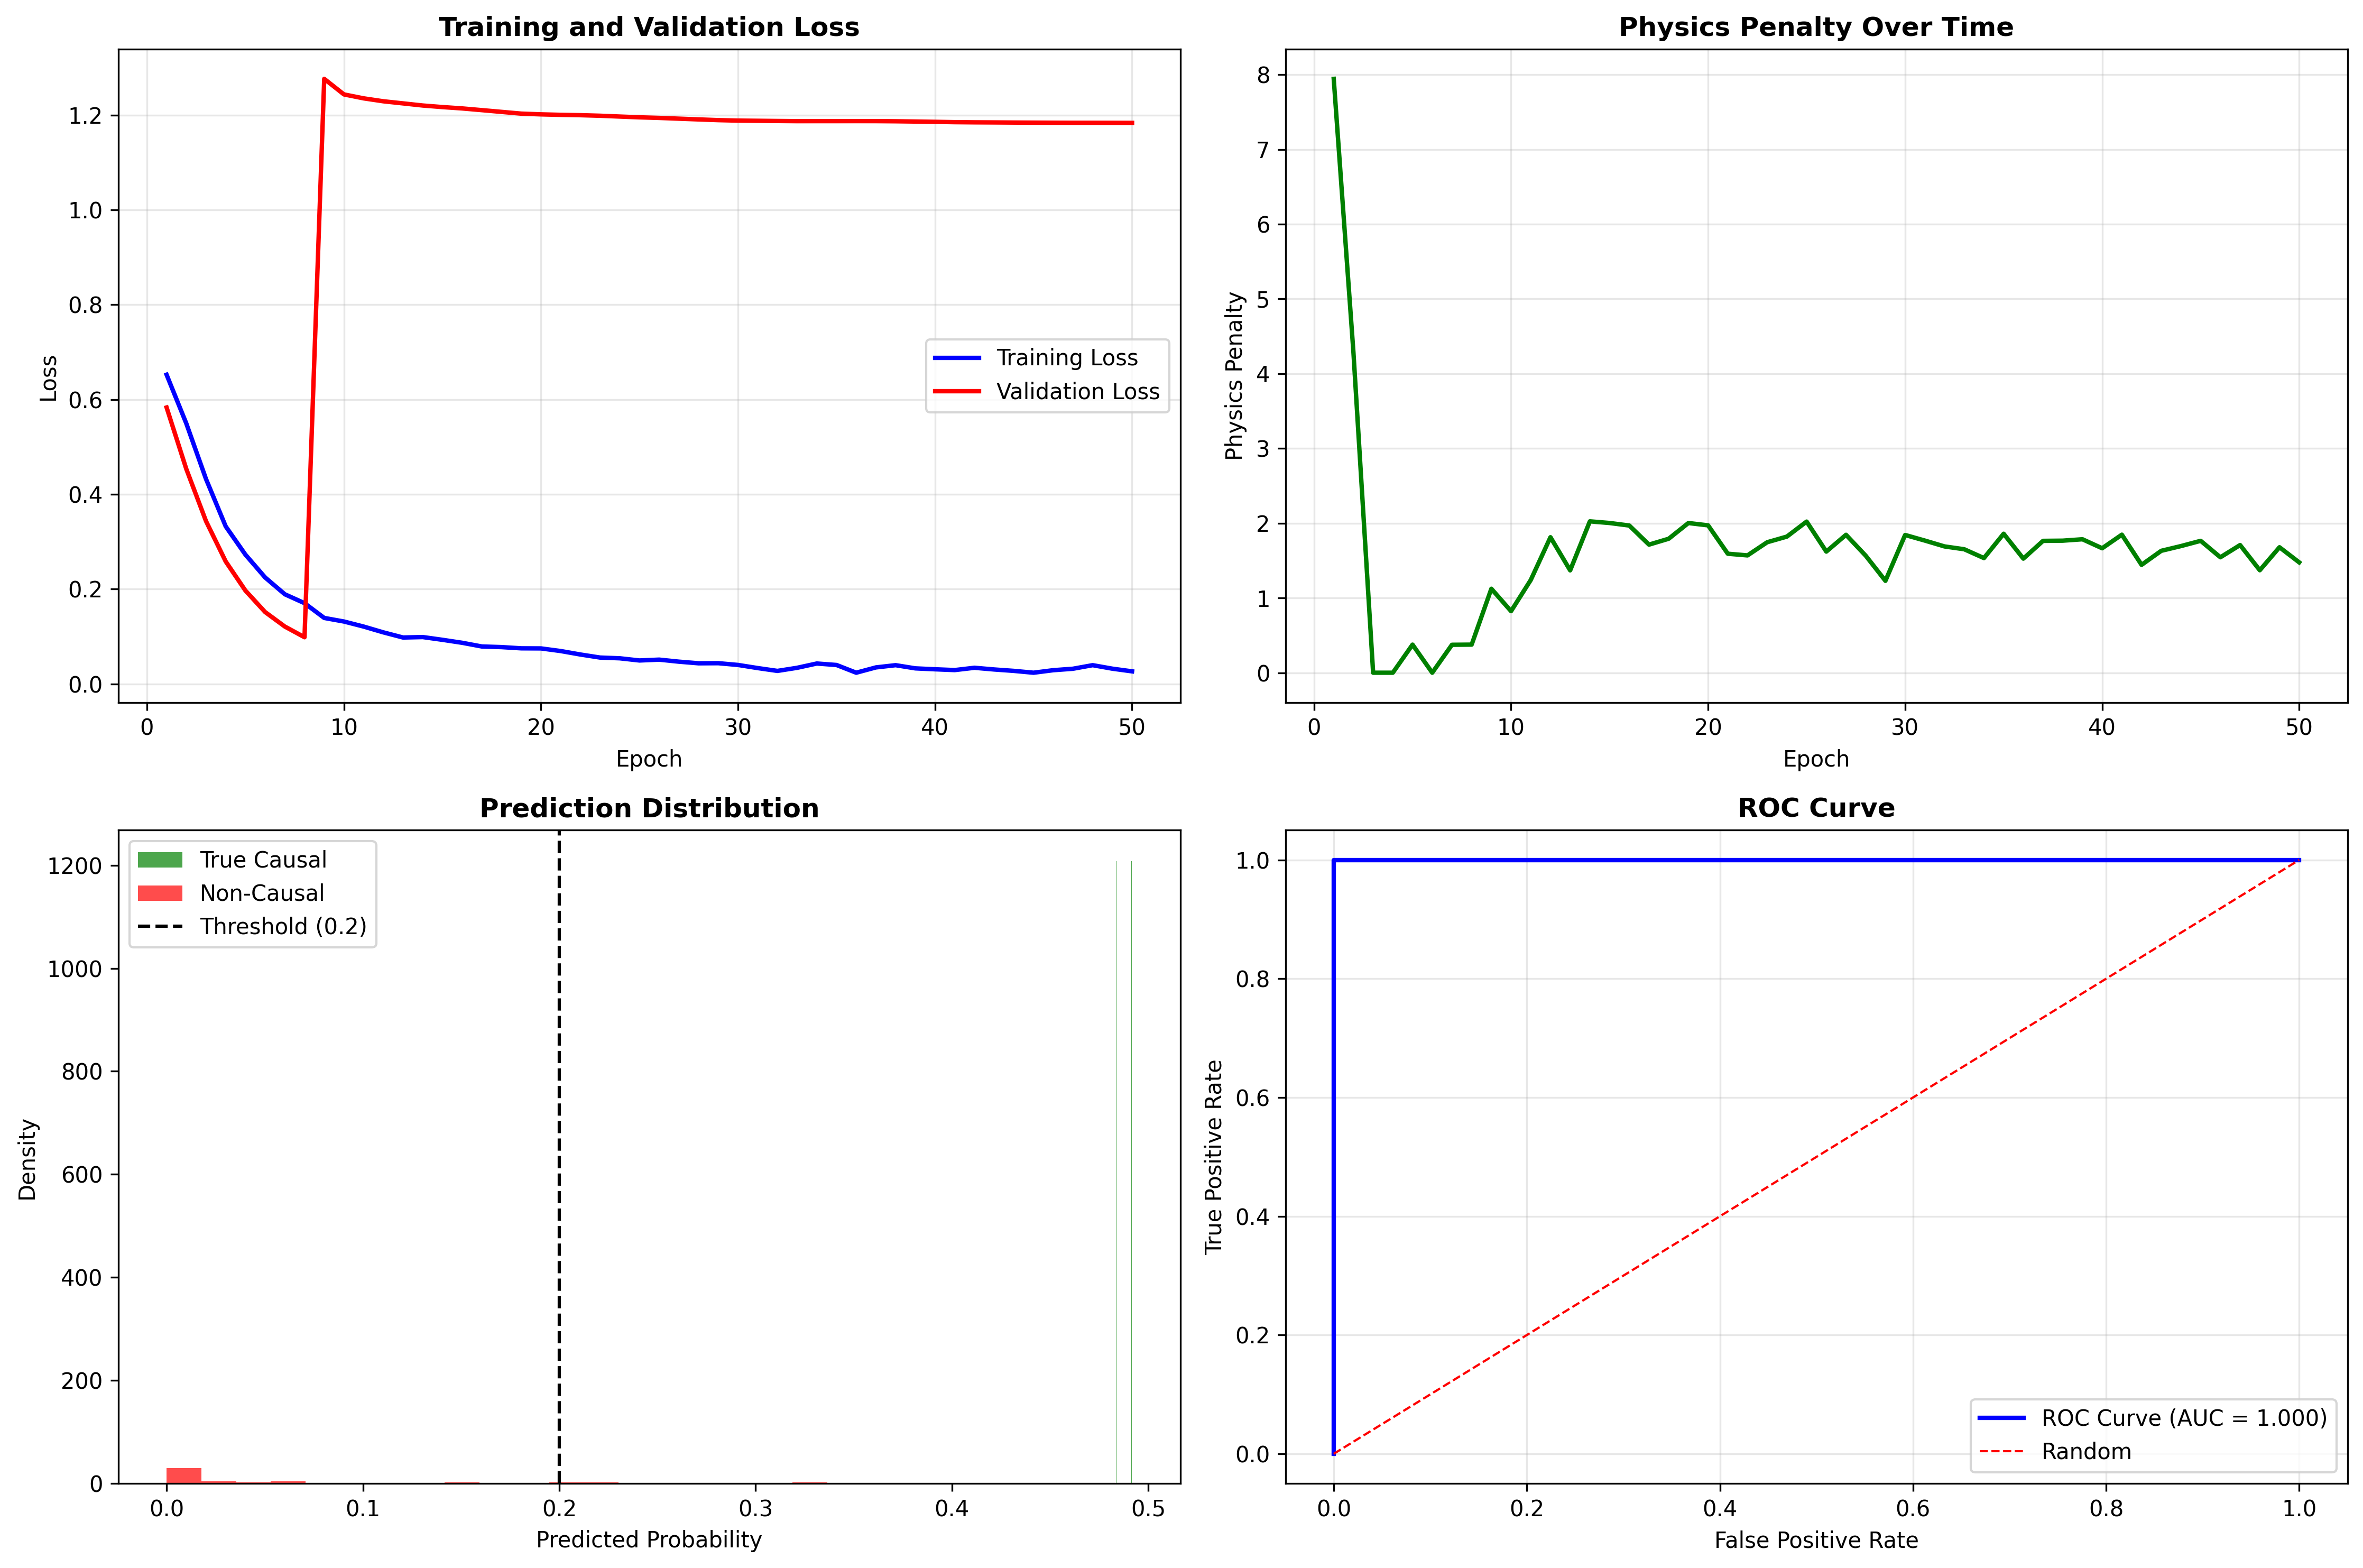 Training and Validation Loss
Loss
1.2
1.0
0.8
0.6
0.4
0.2
0.0
Training Loss
Validation Loss
0 10 20 30 40 50
Epoch
Physics Penalty Over Time
Physics Penalty
8
7
6
5
4
3
2
1
0
0 10 20 30 40 50
Epoch
Prediction Distribution
Density
1200
1000
800
600
400
200
0
True Causal
Non-Causal
Threshold (0.2)
0.0 0.1 0.2 0.3 0.4 0.5
Predicted Probability
ROC Curve
True Positive Rate
1.0
0.8
0.6
0.4
0.2
0.0
ROC Curve (AUC = 1.000)
Random
0.0 0.2 0.4 0.6 0.8 1.0
False Positive Rate